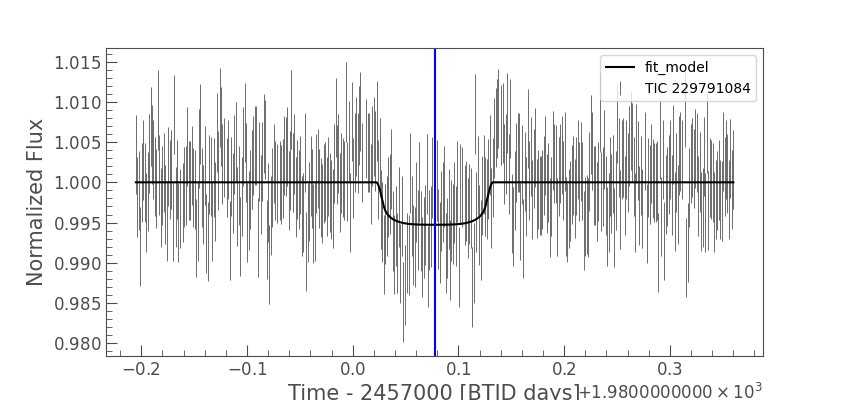 Normalized Flux
1.015
1.010
1.005
1.000
0.995
0.990
0.985
0.980
fit_model
TIC 229791084
−0.2
−0.1
0.0
0.1
0.2
0.3
Time - 2457000 [BTJD days]
+1.9800000000 × 10³